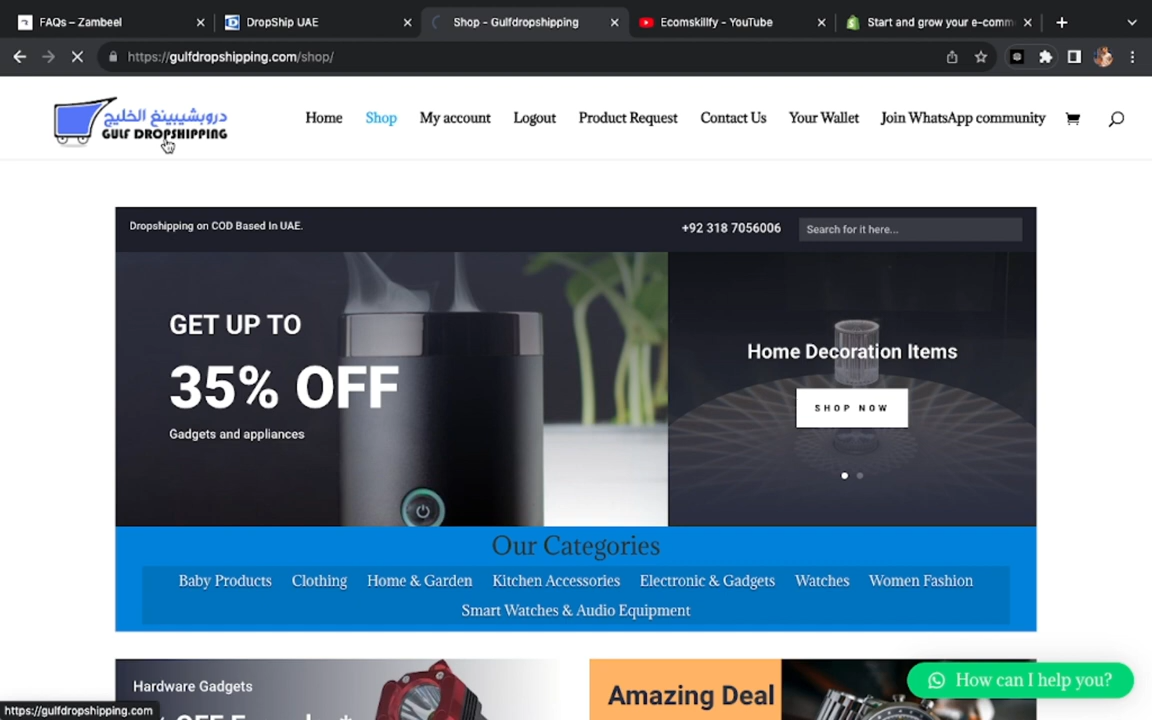 FAQs – Zambeel
DropShip UAE
Shop - Gulfdropshipping
Ecomskillfy - YouTube
Start and grow your e-comm
https://gulfdropshipping.com/shop/
دروبشيبينغ الخليج
GULF DROPSHIPPING
Home
Shop
My account
Logout
Product Request
Contact Us
Your Wallet
Join WhatsApp community
Dropshipping on COD Based In UAE.
+92 318 7056006
Search for it here...
GET UP TO
35% OFF
Gadgets and appliances
Home Decoration Items
SHOP NOW
Our Categories
Baby Products
Clothing
Home & Garden
Kitchen Accessories
Electronic & Gadgets
Watches
Women Fashion
Smart Watches & Audio Equipment
Hardware Gadgets
Amazing Deal
How can I help you?
https://gulfdropshipping.com